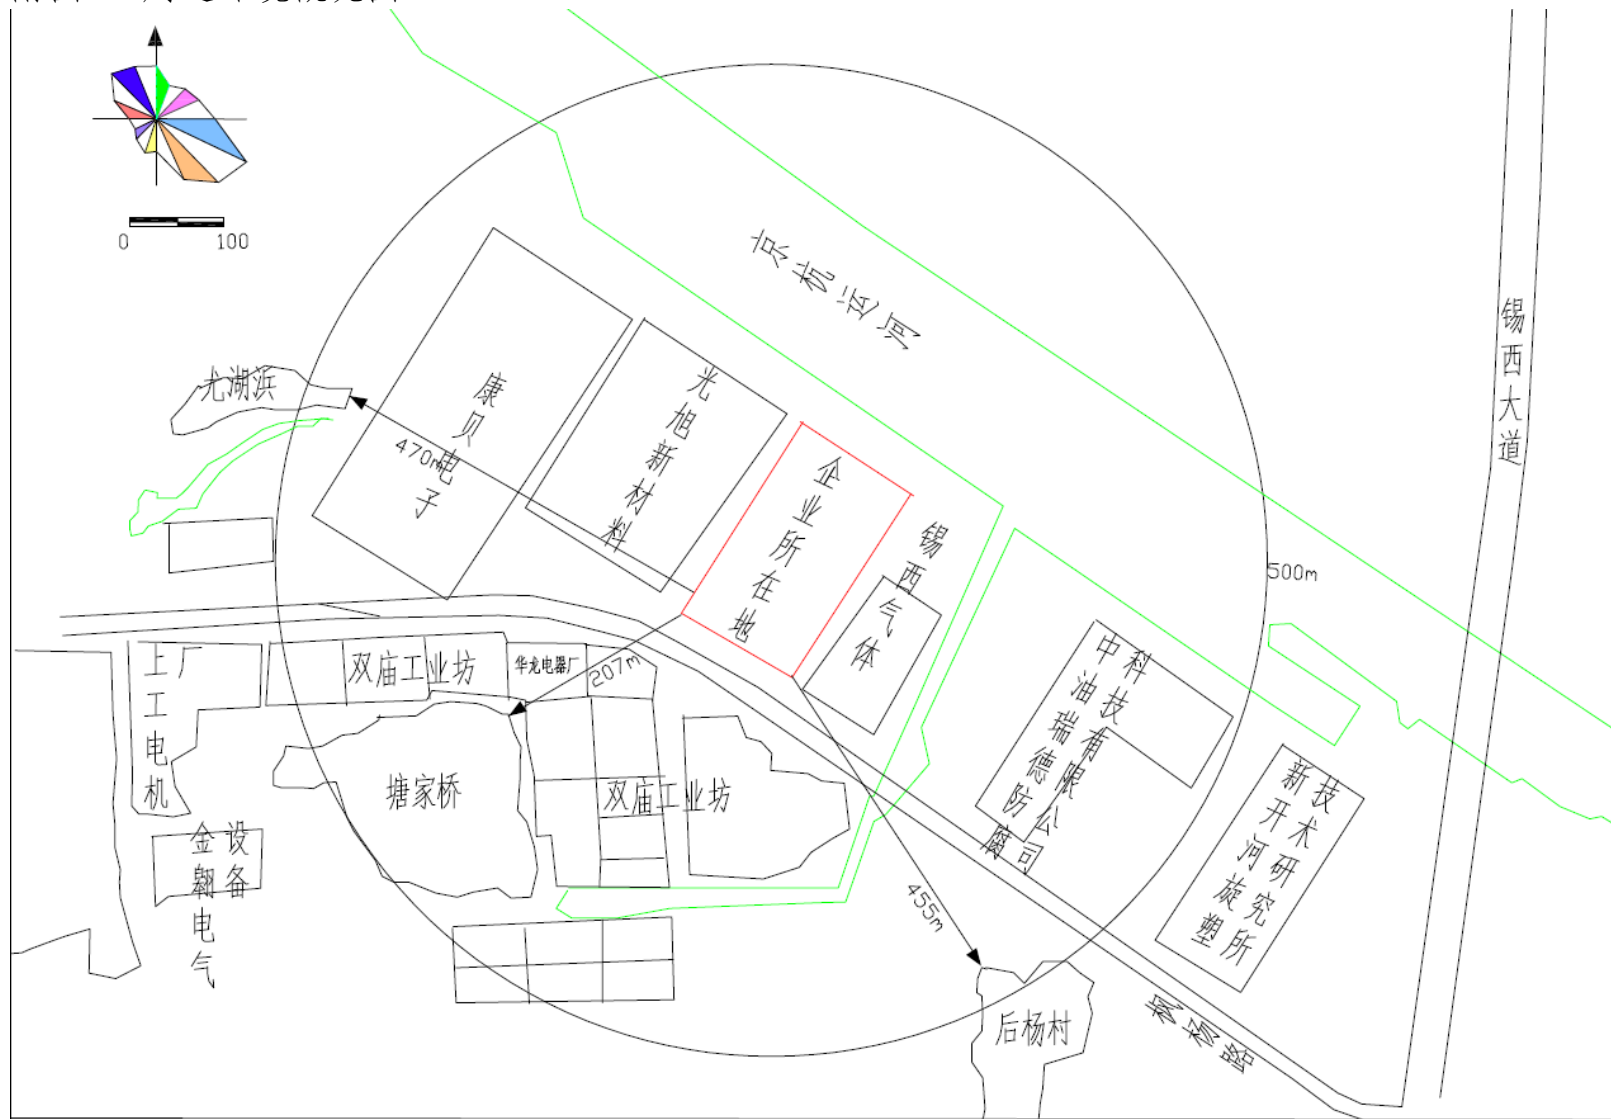 0 100
京杭运河
锡西大道
光湖浜
康贝电子
470m
光旭新材料
企业所在地
锡西气体
500m
中科
油技
瑞有
德限
防公
腐司
上厂
工
电
机
双庙工业坊
华龙电器厂
207m
塘家桥
双庙工业坊
新技
开术
河研
旋究
塑所
金设
翱备
电
气
455m
后杨村